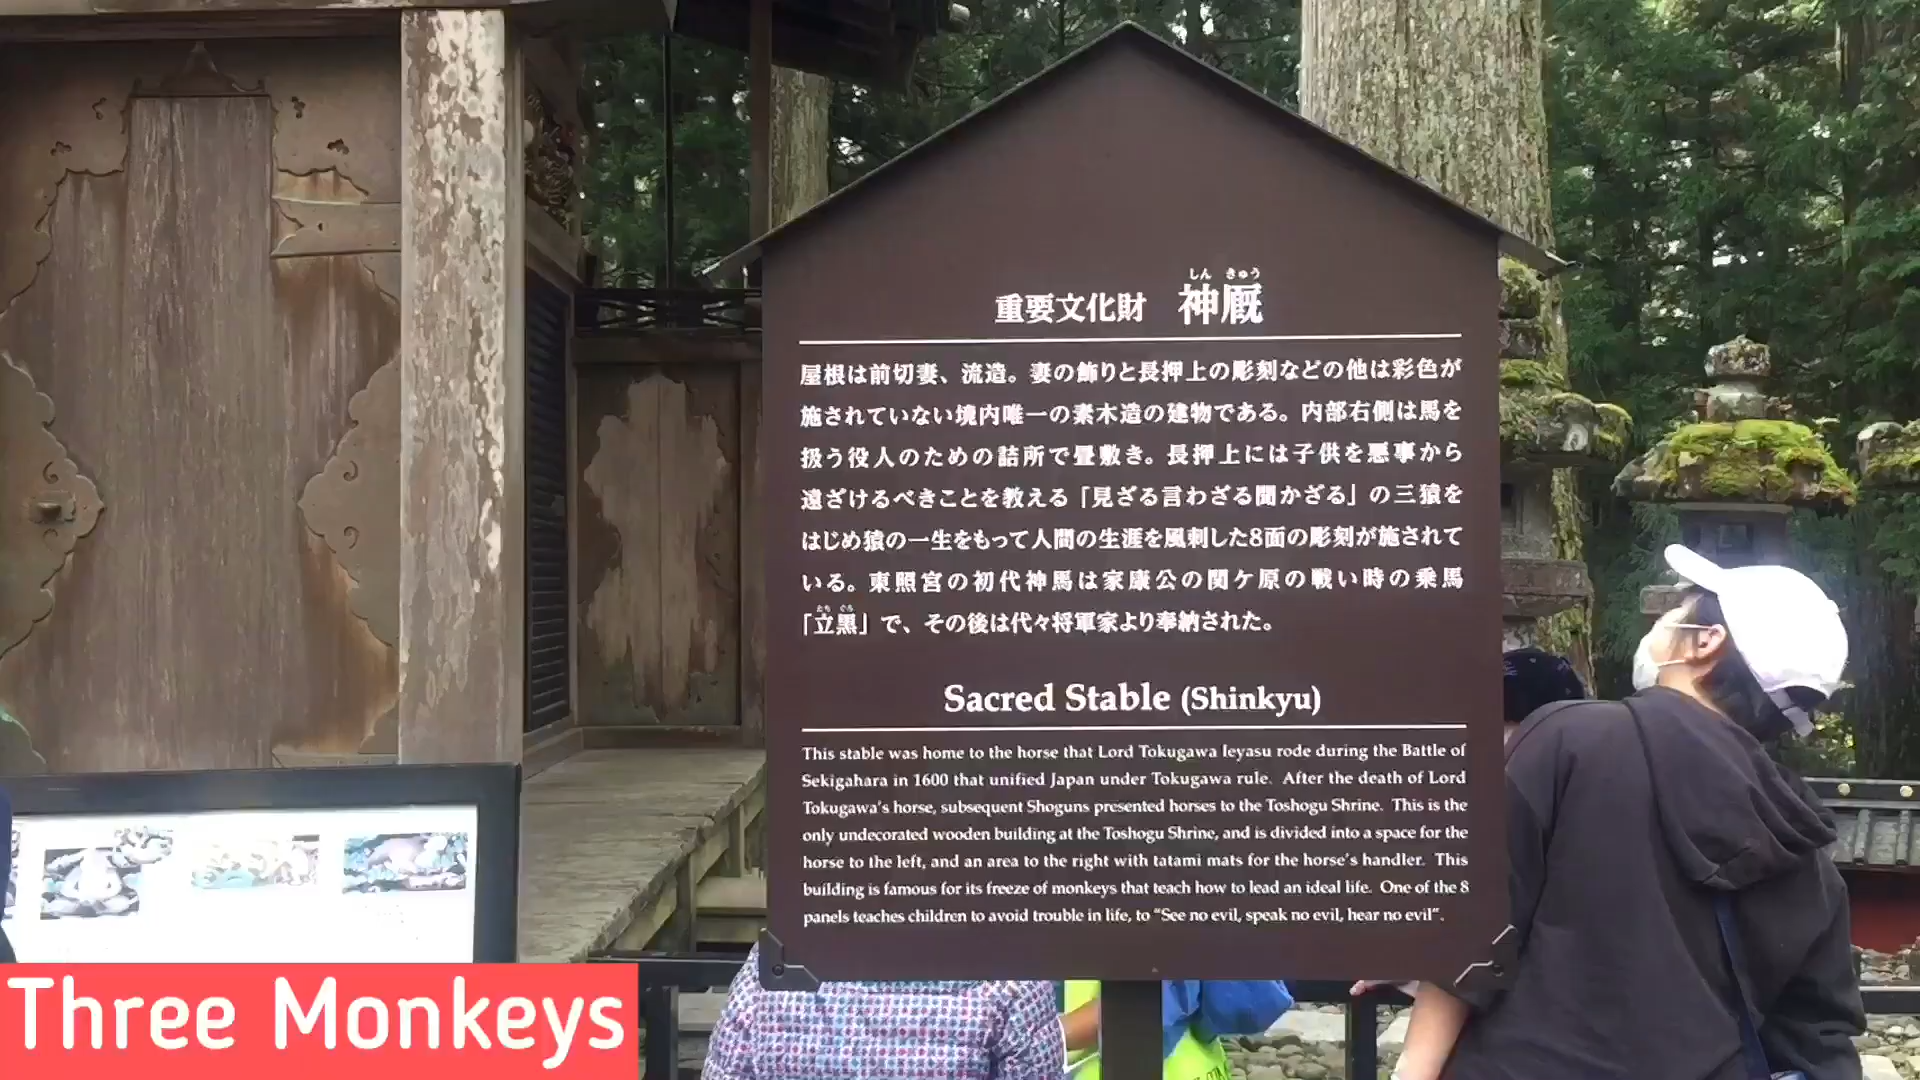 しん きゅう
重要文化財 神厩
屋根は前切妻、流造。妻の飾りと長押上の彫刻などの他は彩色が
施されていない境内唯一の素木造の建物である。内部右側は馬を
扱う役人のための詰所で畳敷き。長押上には子供を悪事から
遠ざけるべきことを教える「見ざる言わざる聞かざる」の三猿を
はじめ猿の一生をもって人間の生涯を風刺した8面の彫刻が施されて
いる。東照宮の初代神馬は家康公の関ケ原の戦い時の乗馬
たち ぐろ
「立黒」で、その後は代々将軍家より奉納された。
Sacred Stable (Shinkyu)
This stable was home to the horse that Lord Tokugawa Ieyasu rode during the Battle of
Sekigahara in 1600 that unified Japan under Tokugawa rule. After the death of Lord
Tokugawa's horse, subsequent Shoguns presented horses to the Toshogu Shrine. This is the
only undecorated wooden building at the Toshogu Shrine, and is divided into a space for the
horse to the left, and an area to the right with tatami mats for the horse's handler. This
building is famous for its freeze of monkeys that teach how to lead an ideal life. One of the 8
panels teaches children to avoid trouble in life, to "See no evil, speak no evil, hear no evil".
Three Monkeys